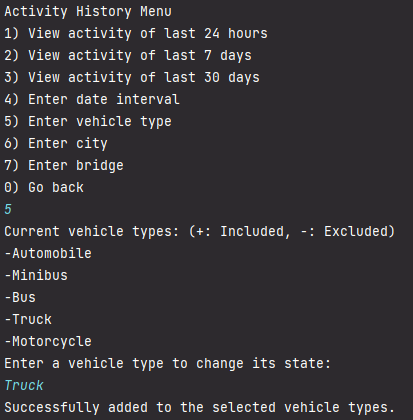 Activity History Menu
1) View activity of last 24 hours
2) View activity of last 7 days
3) View activity of last 30 days
4) Enter date interval
5) Enter vehicle type
6) Enter city
7) Enter bridge
0) Go back
5
Current vehicle types: (+: Included, -: Excluded)
-Automobile
-Minibus
-Bus
-Truck
-Motorcycle
Enter a vehicle type to change its state:
Truck
Successfully added to the selected vehicle types.